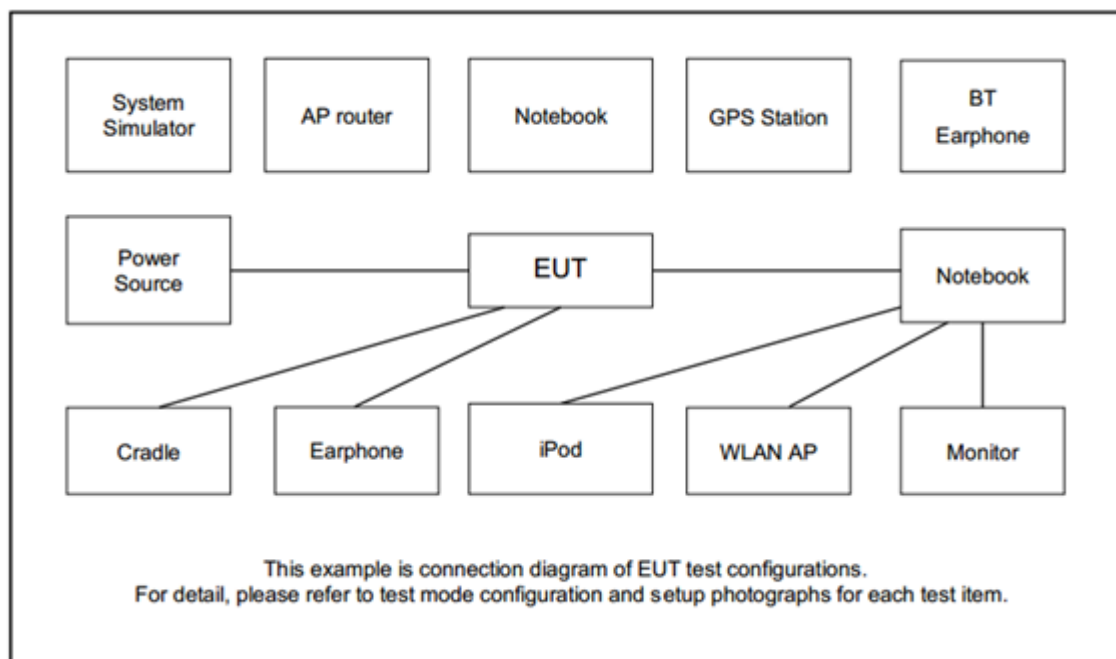 System
Simulator
AP router
Notebook
GPS Station
BT
Earphone
Power
Source
EUT
Notebook
Cradle
Earphone
iPod
WLAN AP
Monitor
This example is connection diagram of EUT test configurations.
For detail, please refer to test mode configuration and setup photographs for each test item.